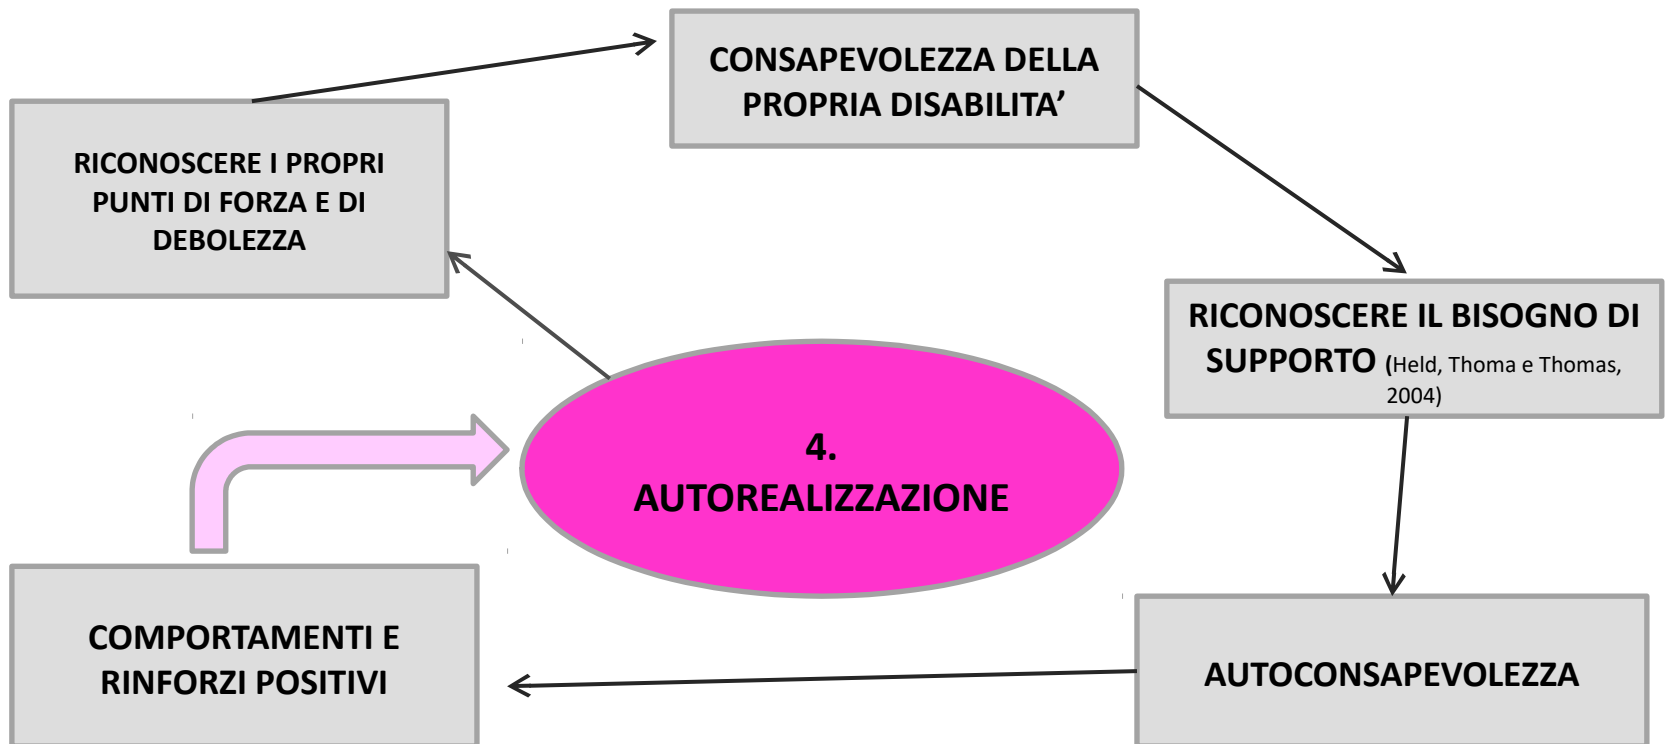 CONSAPEVOLEZZA DELLA
PROPRIA DISABILITA’
RICONOSCERE I PROPRI
PUNTI DI FORZA E DI
DEBOLEZZA
RICONOSCERE IL BISOGNO DI
SUPPORTO (Held, Thoma e Thomas,
2004)
4.
AUTOREALIZZAZIONE
COMPORTAMENTI E
RINFORZI POSITIVI
AUTOCONSAPEVOLEZZA